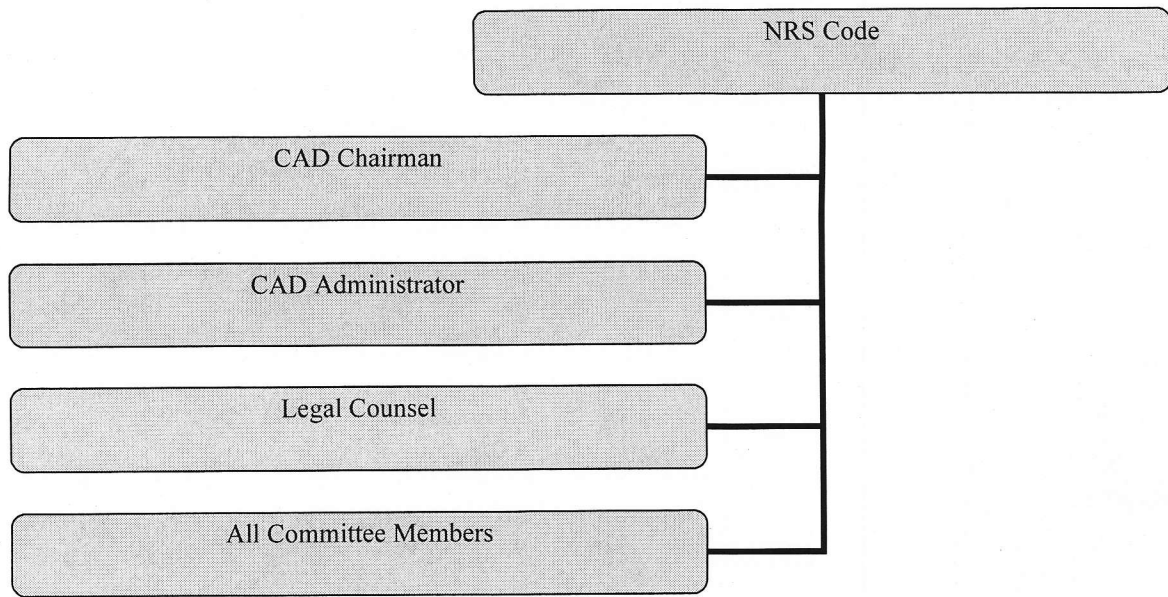 NRS Code
CAD Chairman
CAD Administrator
Legal Counsel
All Committee Members